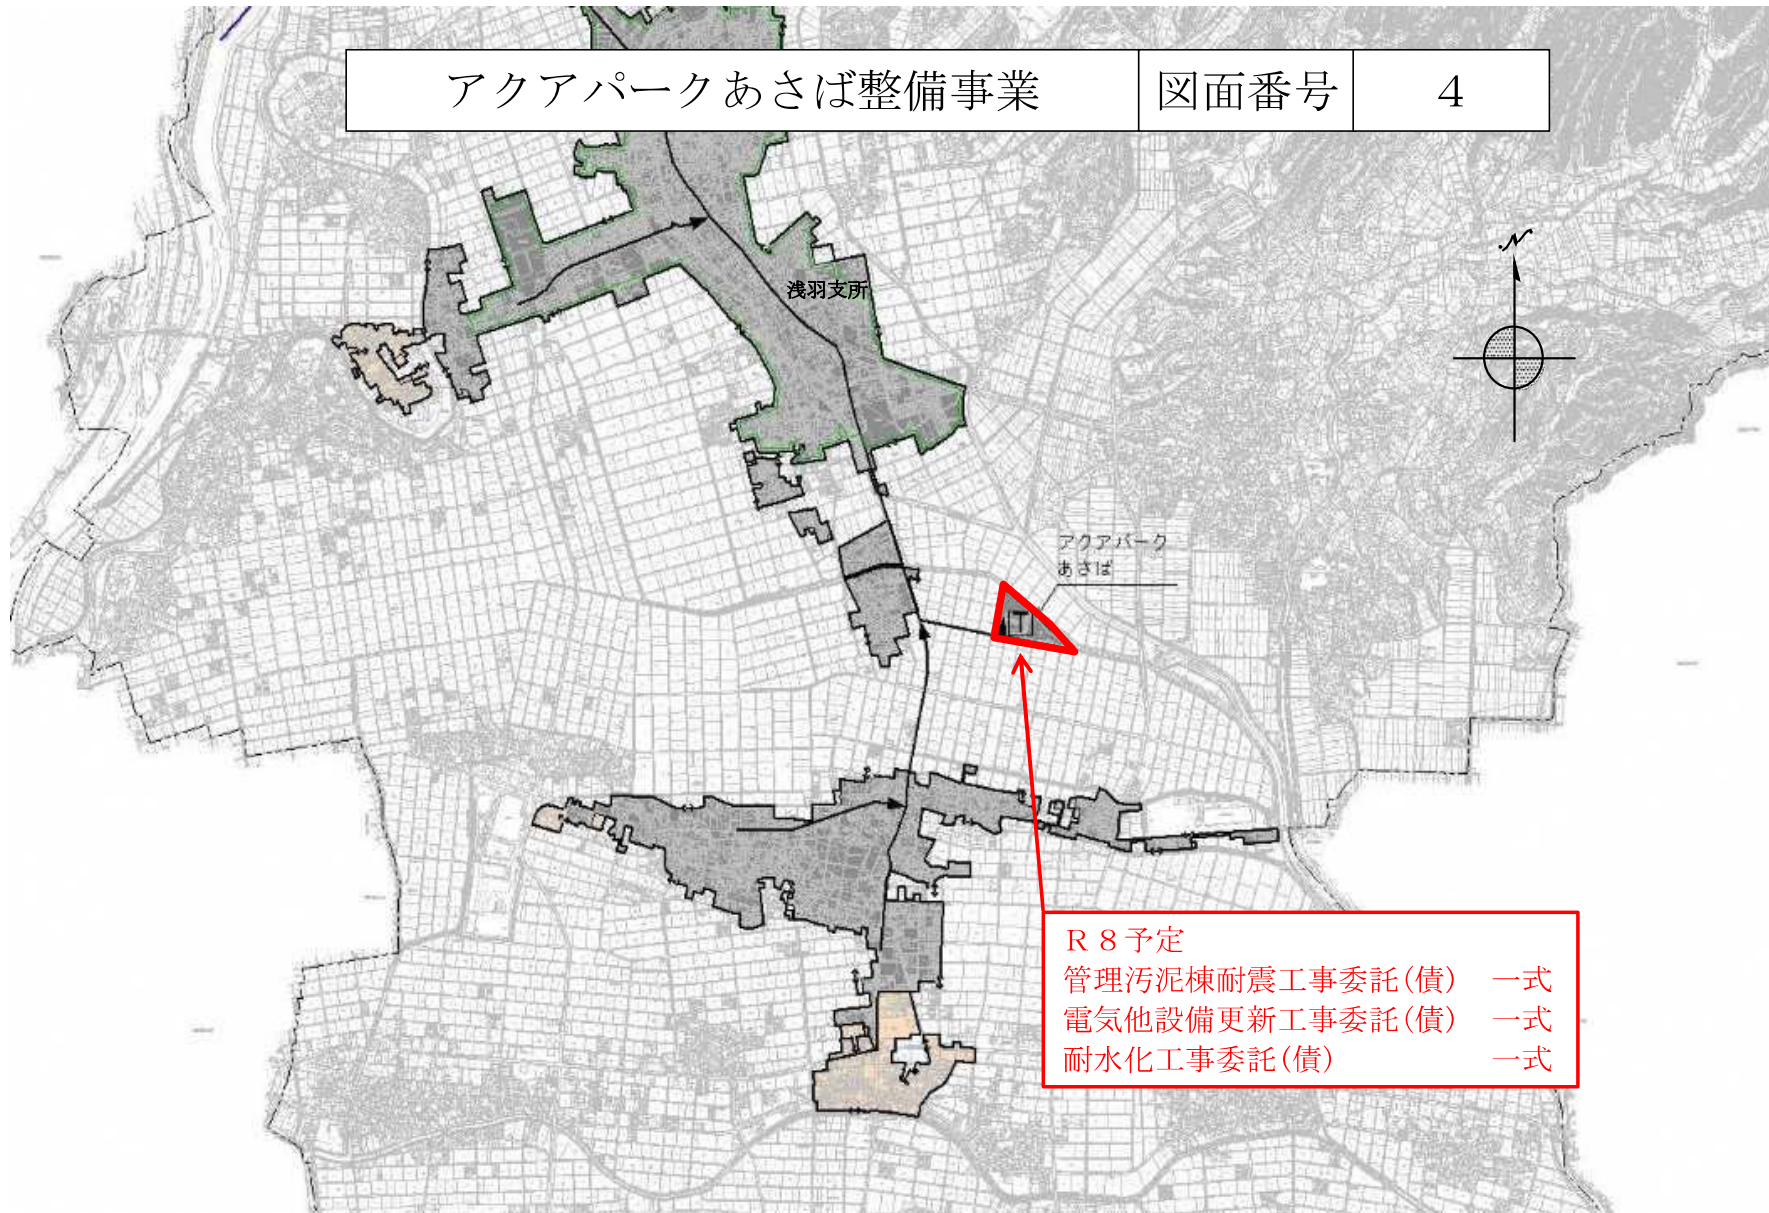 アクアパークあさば整備事業 図面番号 4
浅羽支所
アクアパーク
あさば
T
R8予定
管理汚泥棟耐震工事委託(債) 一式
電気他設備更新工事委託(債) 一式
耐水化工事委託(債) 一式
N